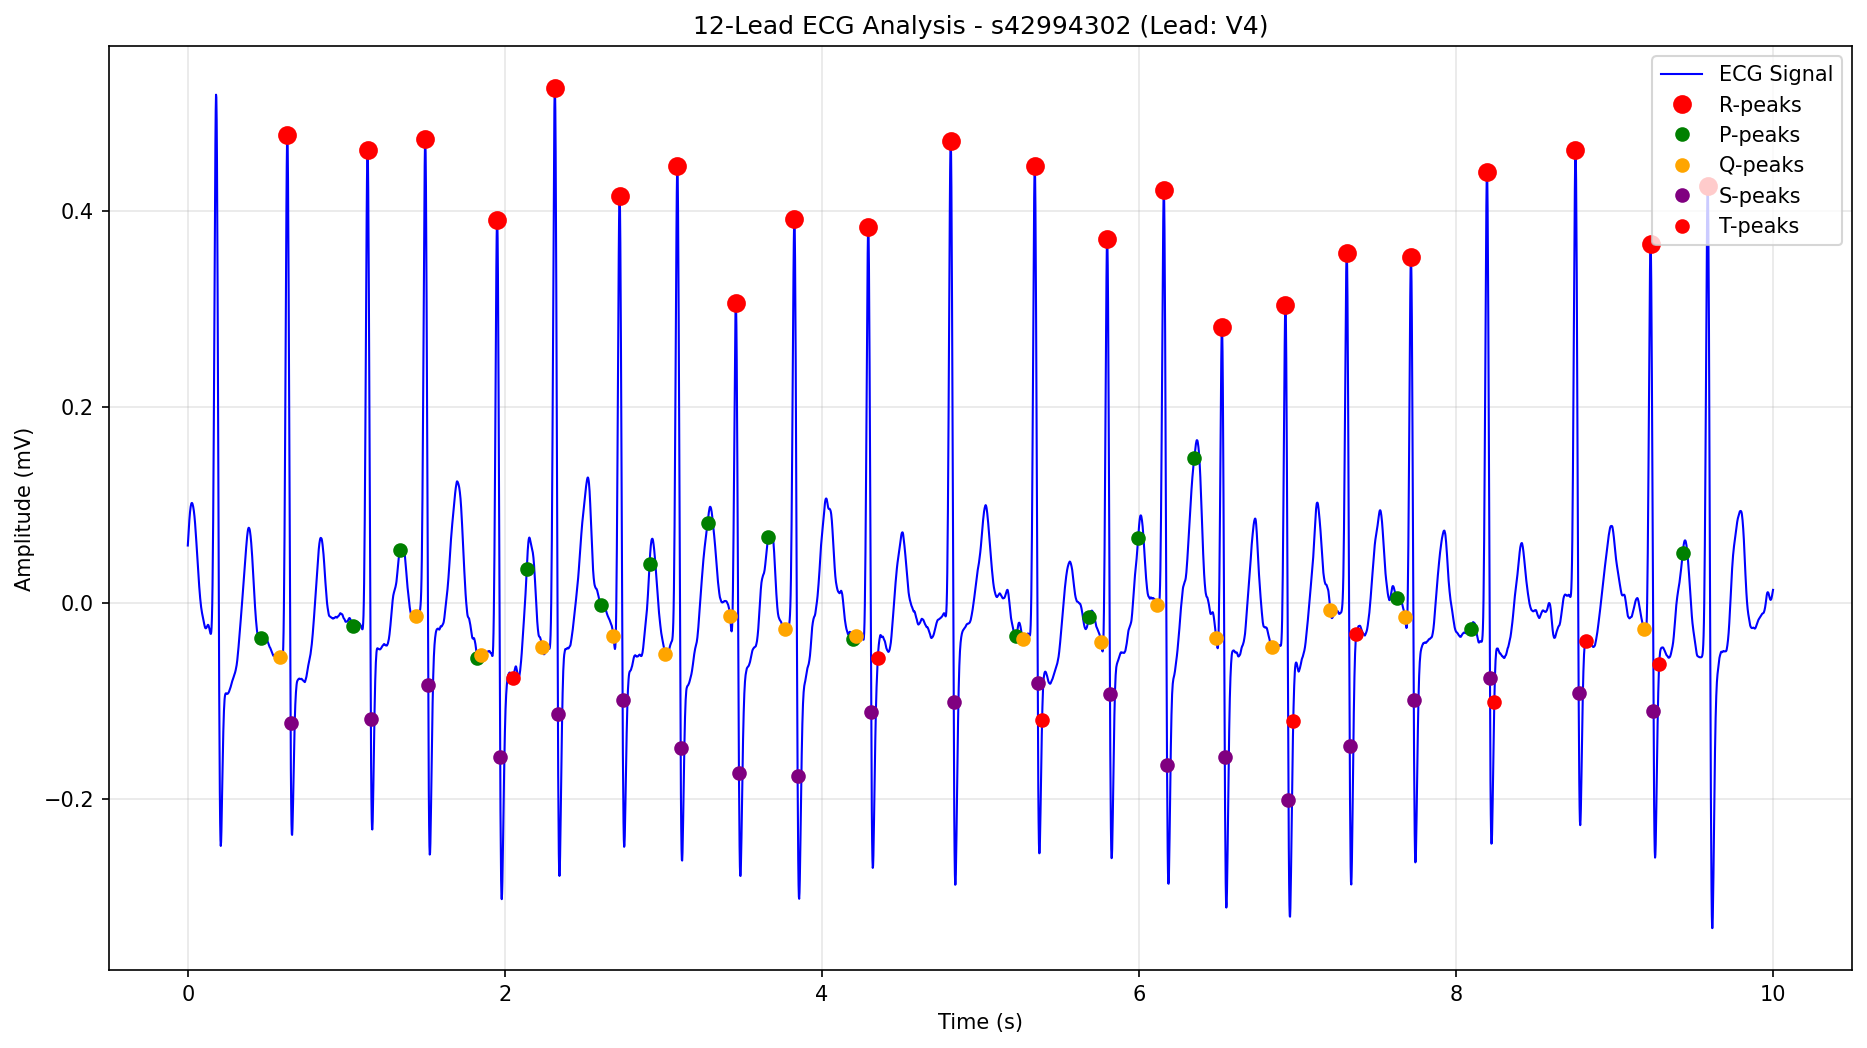 12-Lead ECG Analysis - s42994302 (Lead: V4)
ECG Signal
R-peaks
P-peaks
Q-peaks
S-peaks
T-peaks
Amplitude (mV)
0.4
0.2
0.0
−0.2
0
2
4
6
8
10
Time (s)